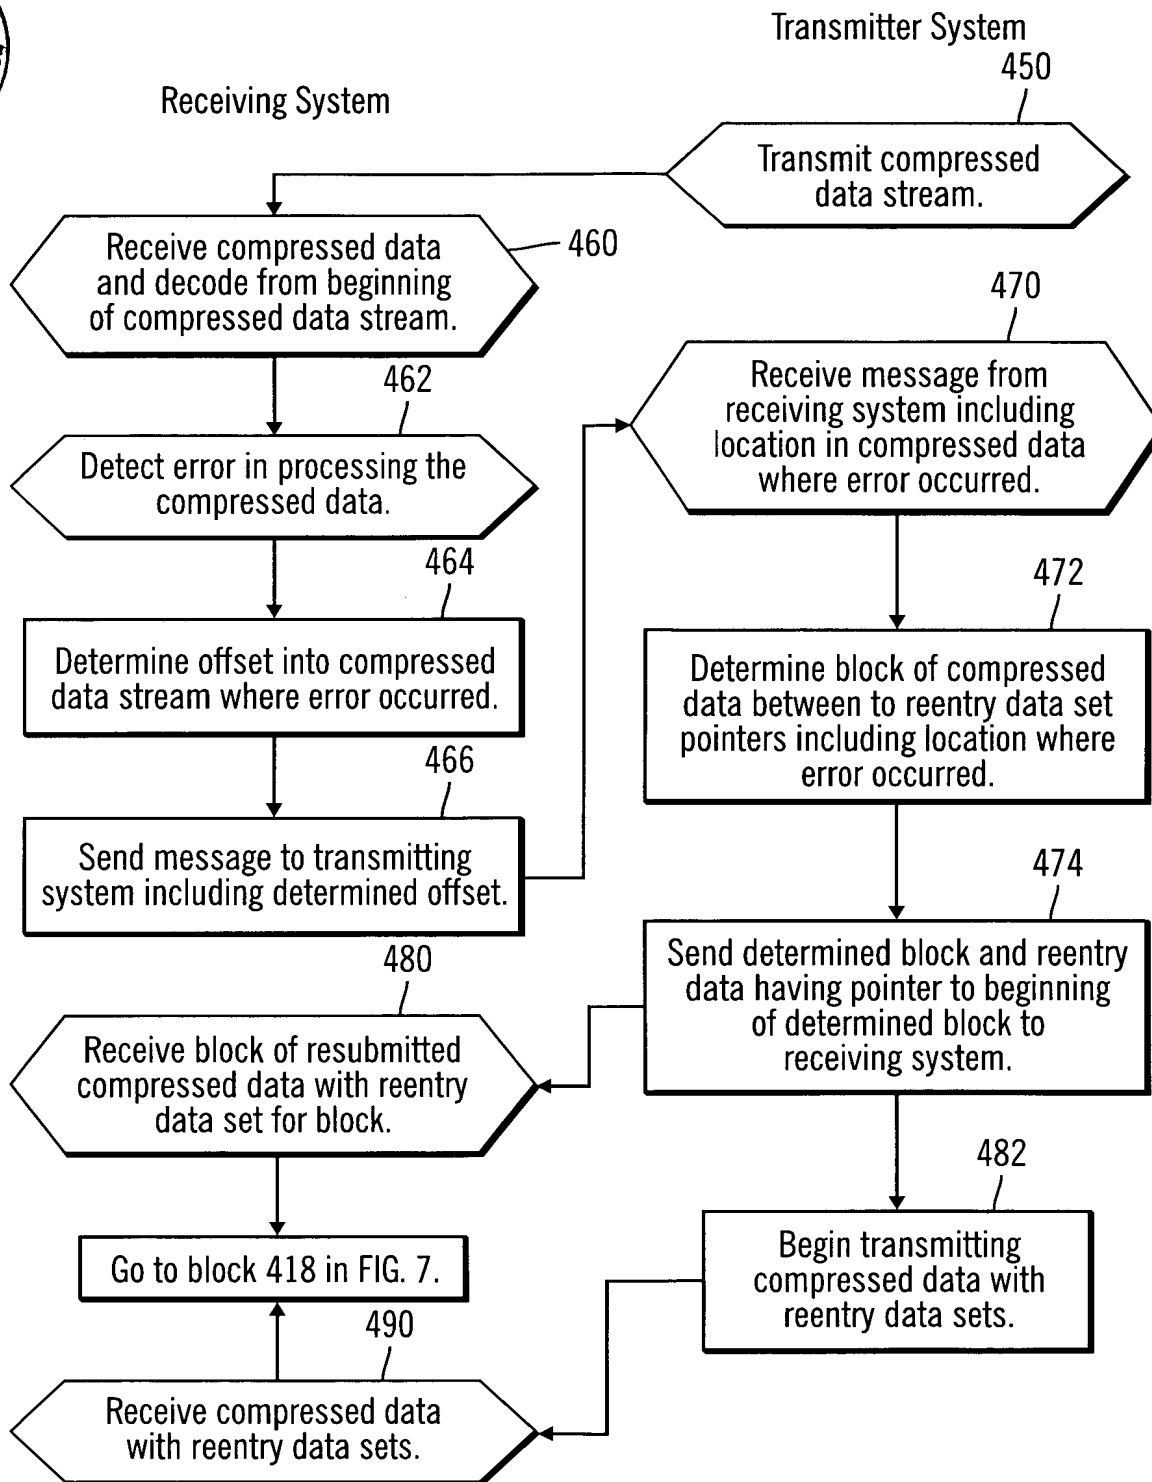 Transmitter System
450
Receiving System
Transmit compressed
data stream.
Receive compressed data
and decode from beginning
of compressed data stream.
460
470
462
Receive message from
receiving system including
location in compressed data
where error occurred.
Detect error in processing the
compressed data.
464
472
Determine offset into compressed
data stream where error occurred.
Determine block of compressed
data between to reentry data set
pointers including location where
error occurred.
466
Send message to transmitting
system including determined offset.
474
480
Send determined block and reentry
data having pointer to beginning
of determined block to
receiving system.
Receive block of resubmitted
compressed data with reentry
data set for block.
482
Go to block 418 in FIG. 7.
Begin transmitting
compressed data with
reentry data sets.
490
Receive compressed data
with reentry data sets.